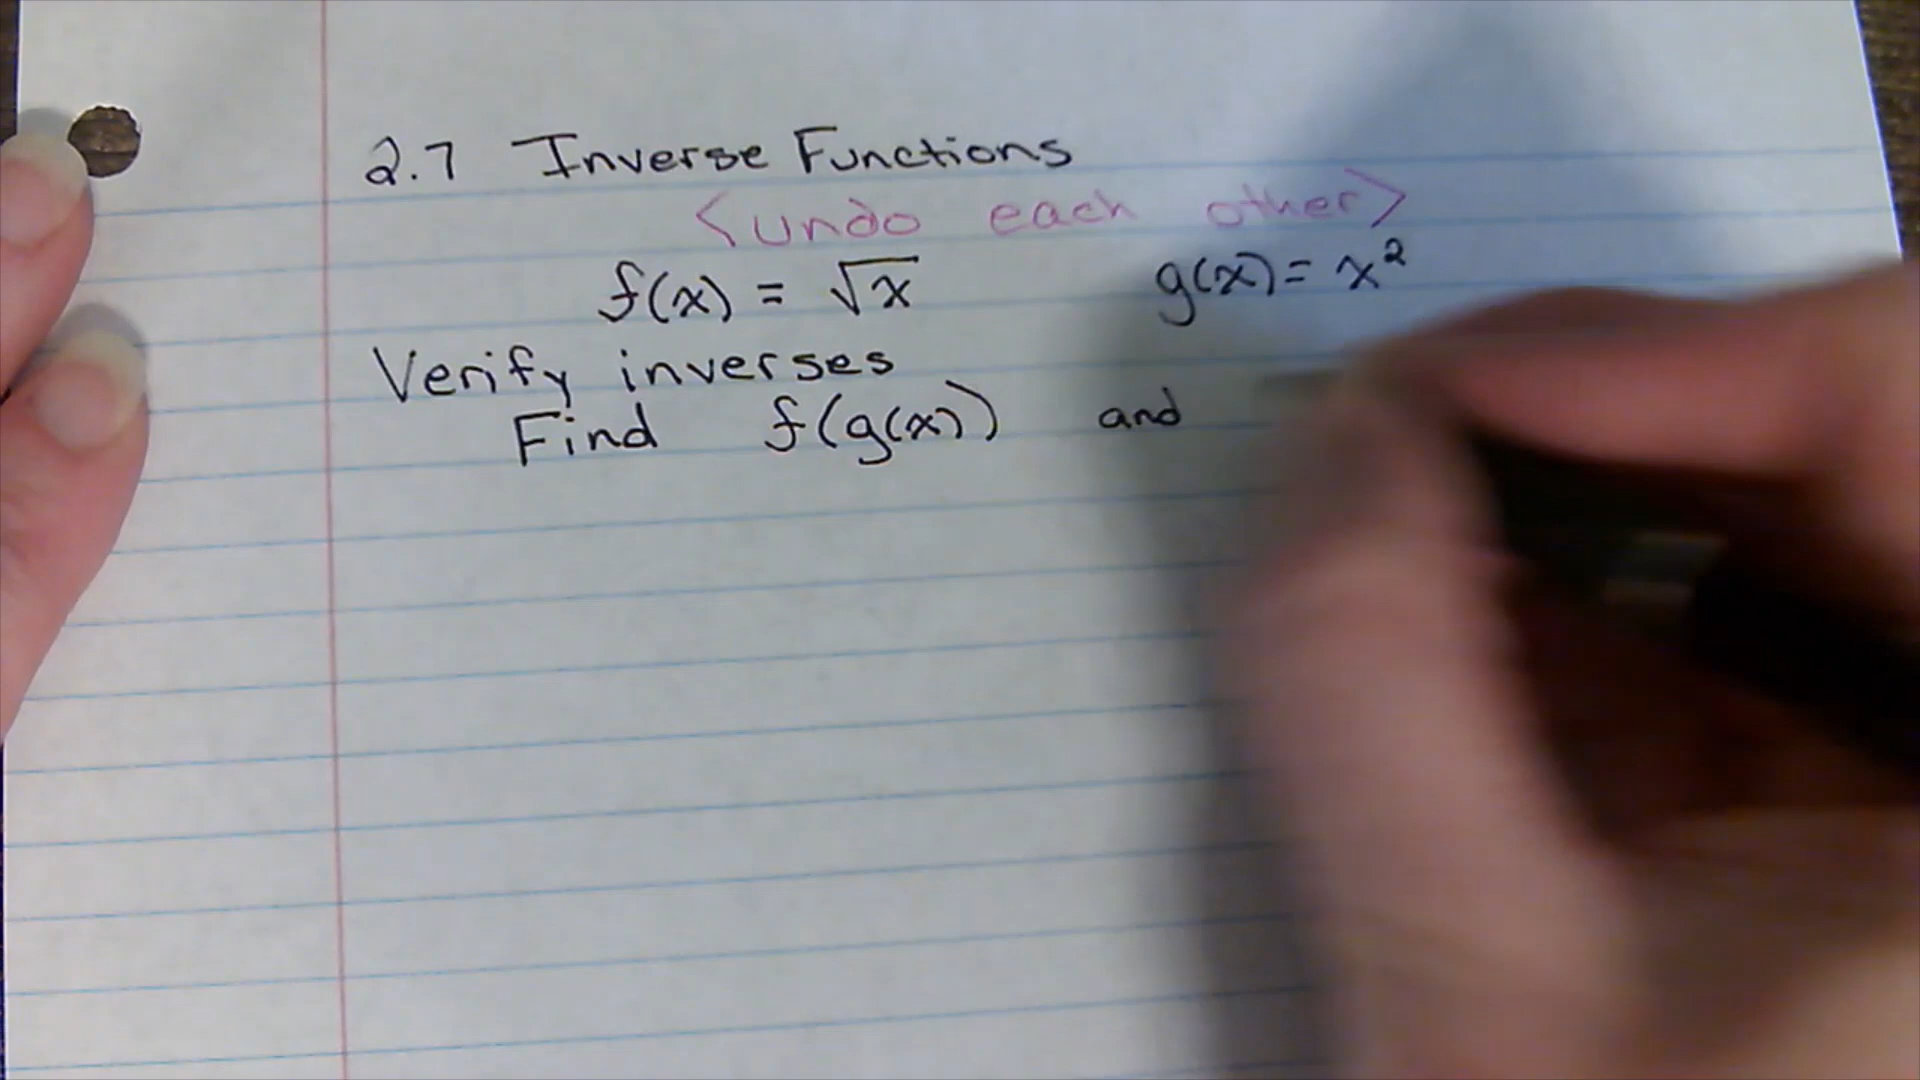 2.7 Inverse Functions
<undo each other>
f(x) = √x g(x) = x²
Verify inverses
Find f(g(x)) and